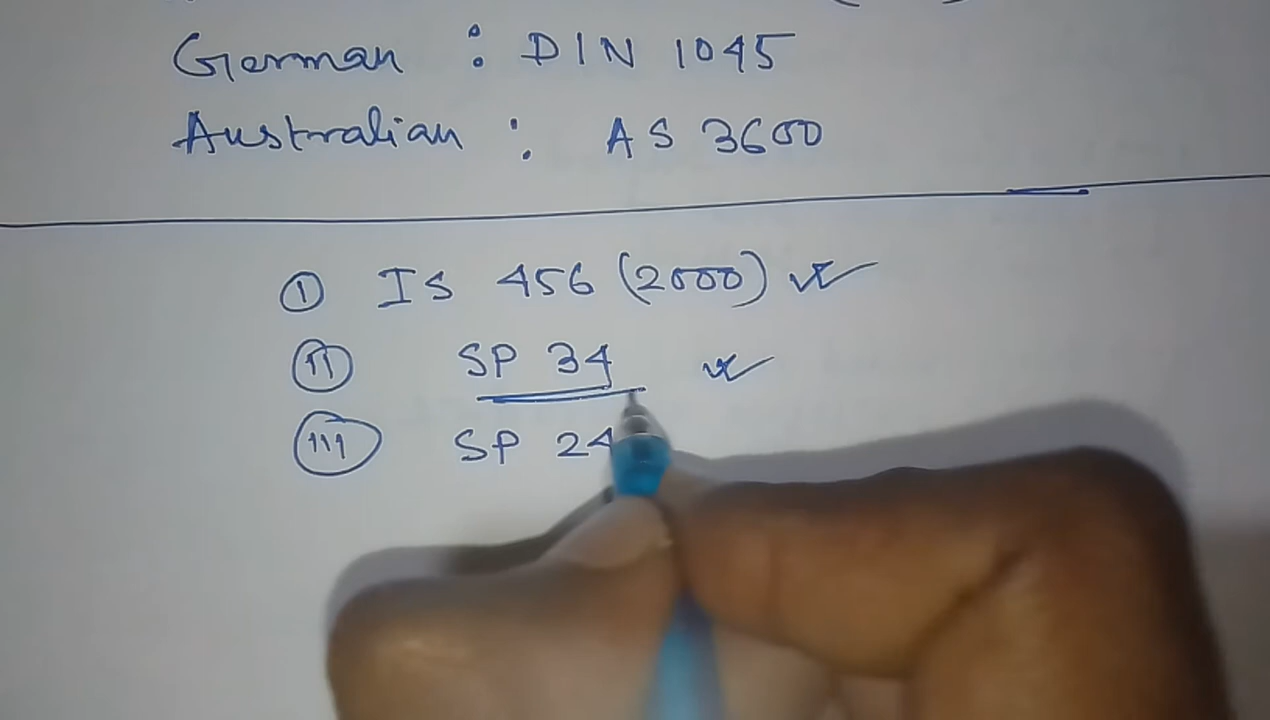 German : DIN 1045
Australian : AS 3600
(i) IS 456 (2000)
(ii) SP 34
(iii) SP 24